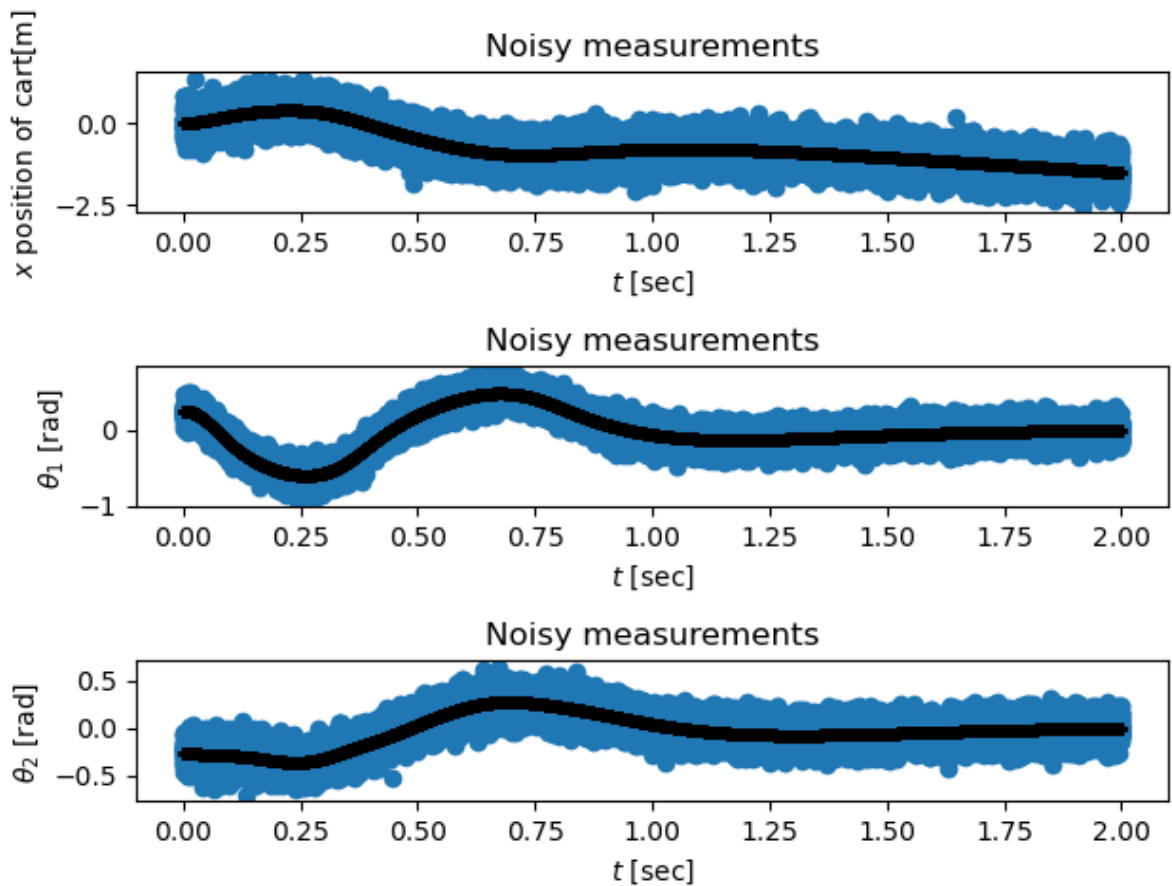 Noisy measurements
x position of cart[m]
0.0
−2.5
0.00 0.25 0.50 0.75 1.00 1.25 1.50 1.75 2.00
t [sec]
Noisy measurements
θ1 [rad]
0
−1
0.00 0.25 0.50 0.75 1.00 1.25 1.50 1.75 2.00
t [sec]
Noisy measurements
θ2 [rad]
0.5
0.0
−0.5
0.00 0.25 0.50 0.75 1.00 1.25 1.50 1.75 2.00
t [sec]